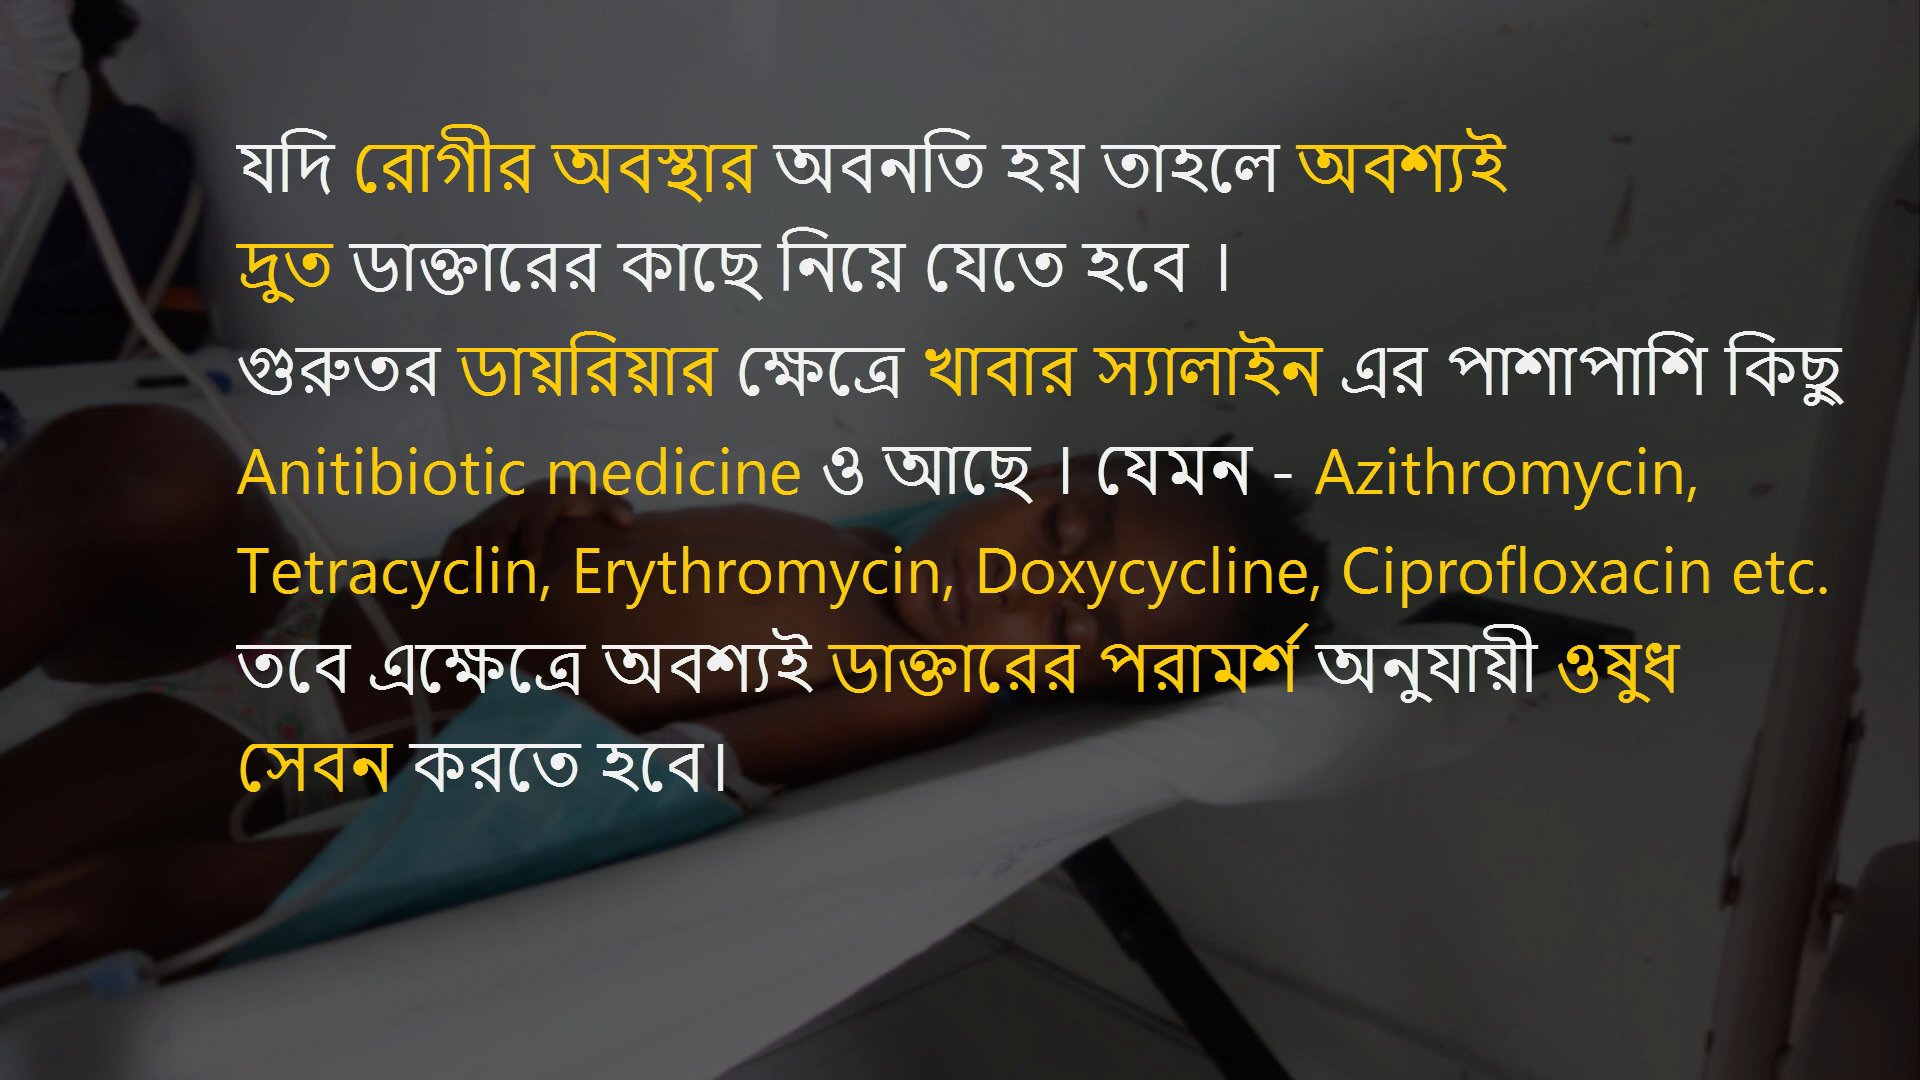 যদি রোগীর অবস্থার অবনতি হয় তাহলে অবশ্যই
দ্রুত ডাক্তারের কাছে নিয়ে যেতে হবে ।
গুরুতর ডায়রিয়ার ক্ষেত্রে খাবার স্যালাইন এর পাশাপাশি কিছু
Anitibiotic medicine ও আছে । যেমন - Azithromycin,
Tetracyclin, Erythromycin, Doxycycline, Ciprofloxacin etc.
তবে এক্ষেত্রে অবশ্যই ডাক্তারের পরামর্শ অনুযায়ী ওষুধ
সেবন করতে হবে।